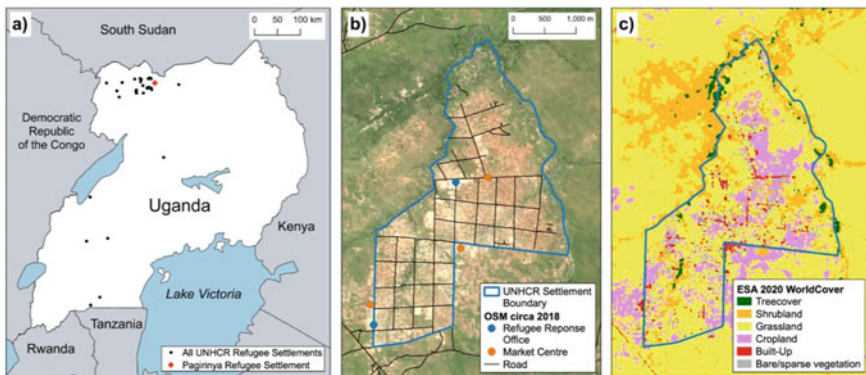 a)
0 50 100 km
South Sudan
Democratic
Republic
of the Congo
Uganda
Kenya
Lake Victoria
Tanzania
Rwanda
All UNHCR Refugee Settlements
Pagirinya Refugee Settlement
b)
0 500 1,000 m
UNHCR Settlement
Boundary
OSM circa 2018
Refugee Reponse
Office
Market Centre
Road
c)
ESA 2020 WorldCover
Treecover
Shrubland
Grassland
Cropland
Built-Up
Bare/sparse vegetation